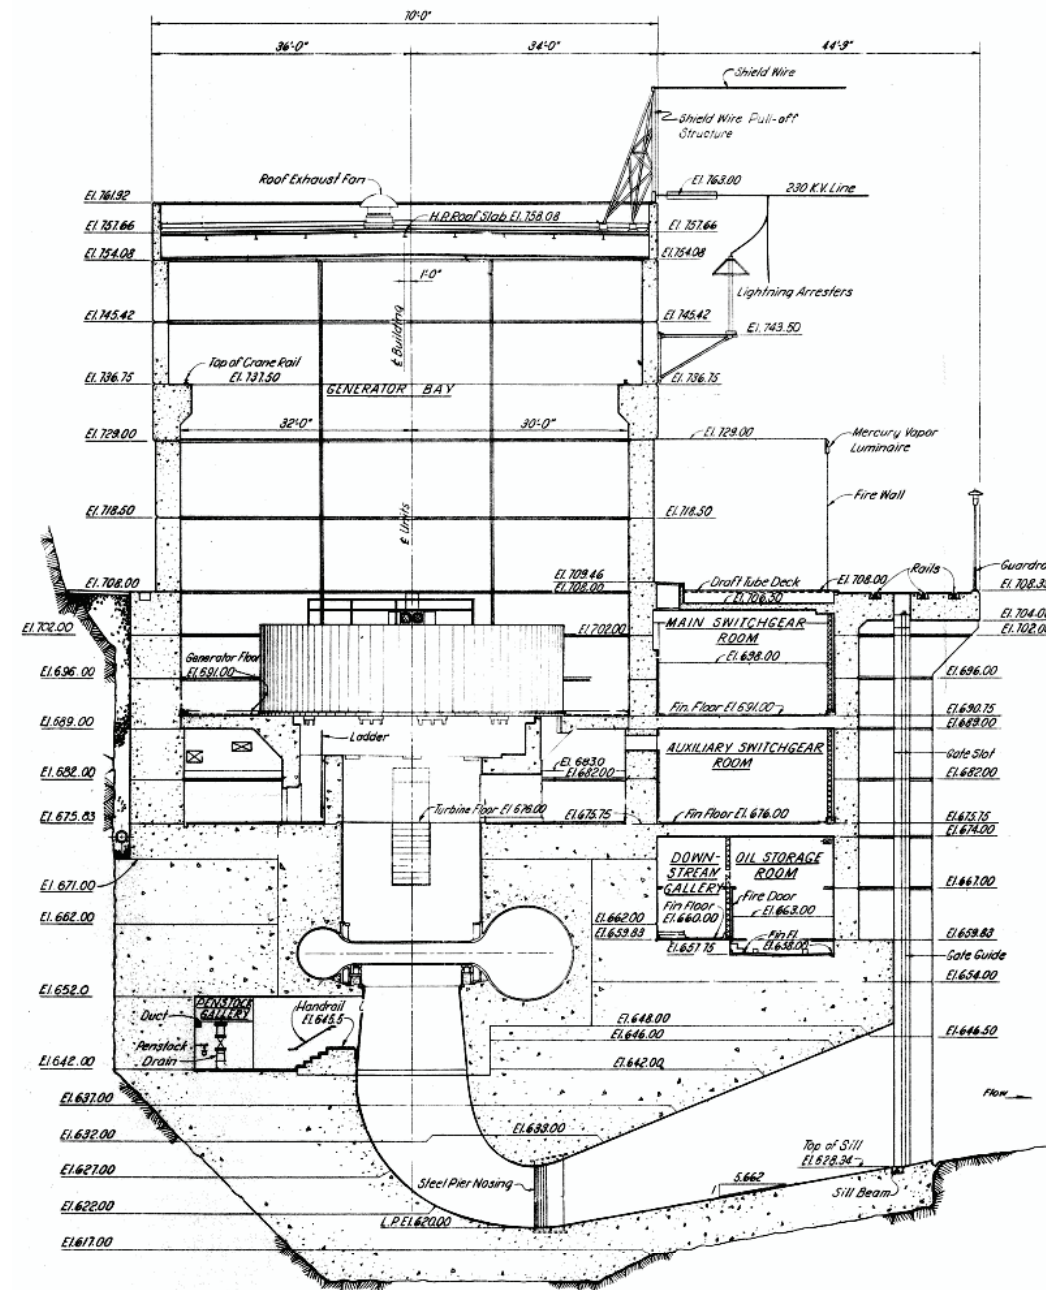 70'-0"
36'-0"
34'-0"
44'-9"
Shield Wire
Shield Wire Pull-off
Structure
Roof Exhaust Fan
El. 763.00
230 K.V. Line
El. 761.92
H.P. Roof Slab El. 758.08
El. 757.66
El. 757.66
El. 754.08
El. 754.08
1'-0"
Lightning Arresters
El. 745.42
El. 745.42
El. 743.50
℄ Building
Top of Crane Rail
El. 737.50
El. 736.75
El. 736.75
GENERATOR BAY
32'-0"
30'-0"
El. 729.00
El. 729.00
Mercury Vapor
Luminaire
Fire Wall
El. 718.50
El. 718.50
℄ Units
El. 709.46
El. 708.00
El. 708.00
Draft Tube Deck
El. 708.00
El. 706.50
Rails
Guardra
El. 708.3
El. 704.0
El. 702.00
El. 702.00
El. 702.0
MAIN SWITCHGEAR
ROOM
El. 698.00
Generator Floor
El. 691.00
El. 696.00
El. 696.00
Fin. Floor El. 691.00
El. 690.75
El. 689.00
El. 689.00
Ladder
AUXILIARY SWITCHGEAR
ROOM
Gate Slot
El. 683.0
El. 682.00
El. 682.00
El. 682.00
Turbine Floor El. 676.00
Fin Floor El. 676.00
El. 675.83
El. 675.75
El. 675.75
El. 674.00
El. 671.00
DOWN-
STREAN
GALLERY
OIL STORAGE
ROOM
El. 667.00
Fire Door
El. 663.00
Fin Floor
El. 660.00
El. 662.00
El. 662.00
El. 659.83
El. 659.83
El. 657.75
Fin Fl.
El. 658.00
Gate Guide
El. 654.00
El. 652.0
PENSTOCK
GALLERY
Duct
Handrail
El. 645.5
Penstock
Drain
El. 648.00
El. 646.00
El. 646.50
El. 642.00
El. 642.00
El. 637.00
Flow
El. 632.00
El. 633.00
El. 627.00
Top of Sill
El. 628.34
Steel Pier Nosing
1
5.662
Sill Beam
El. 622.00
L.P. El. 620.00
El. 617.00